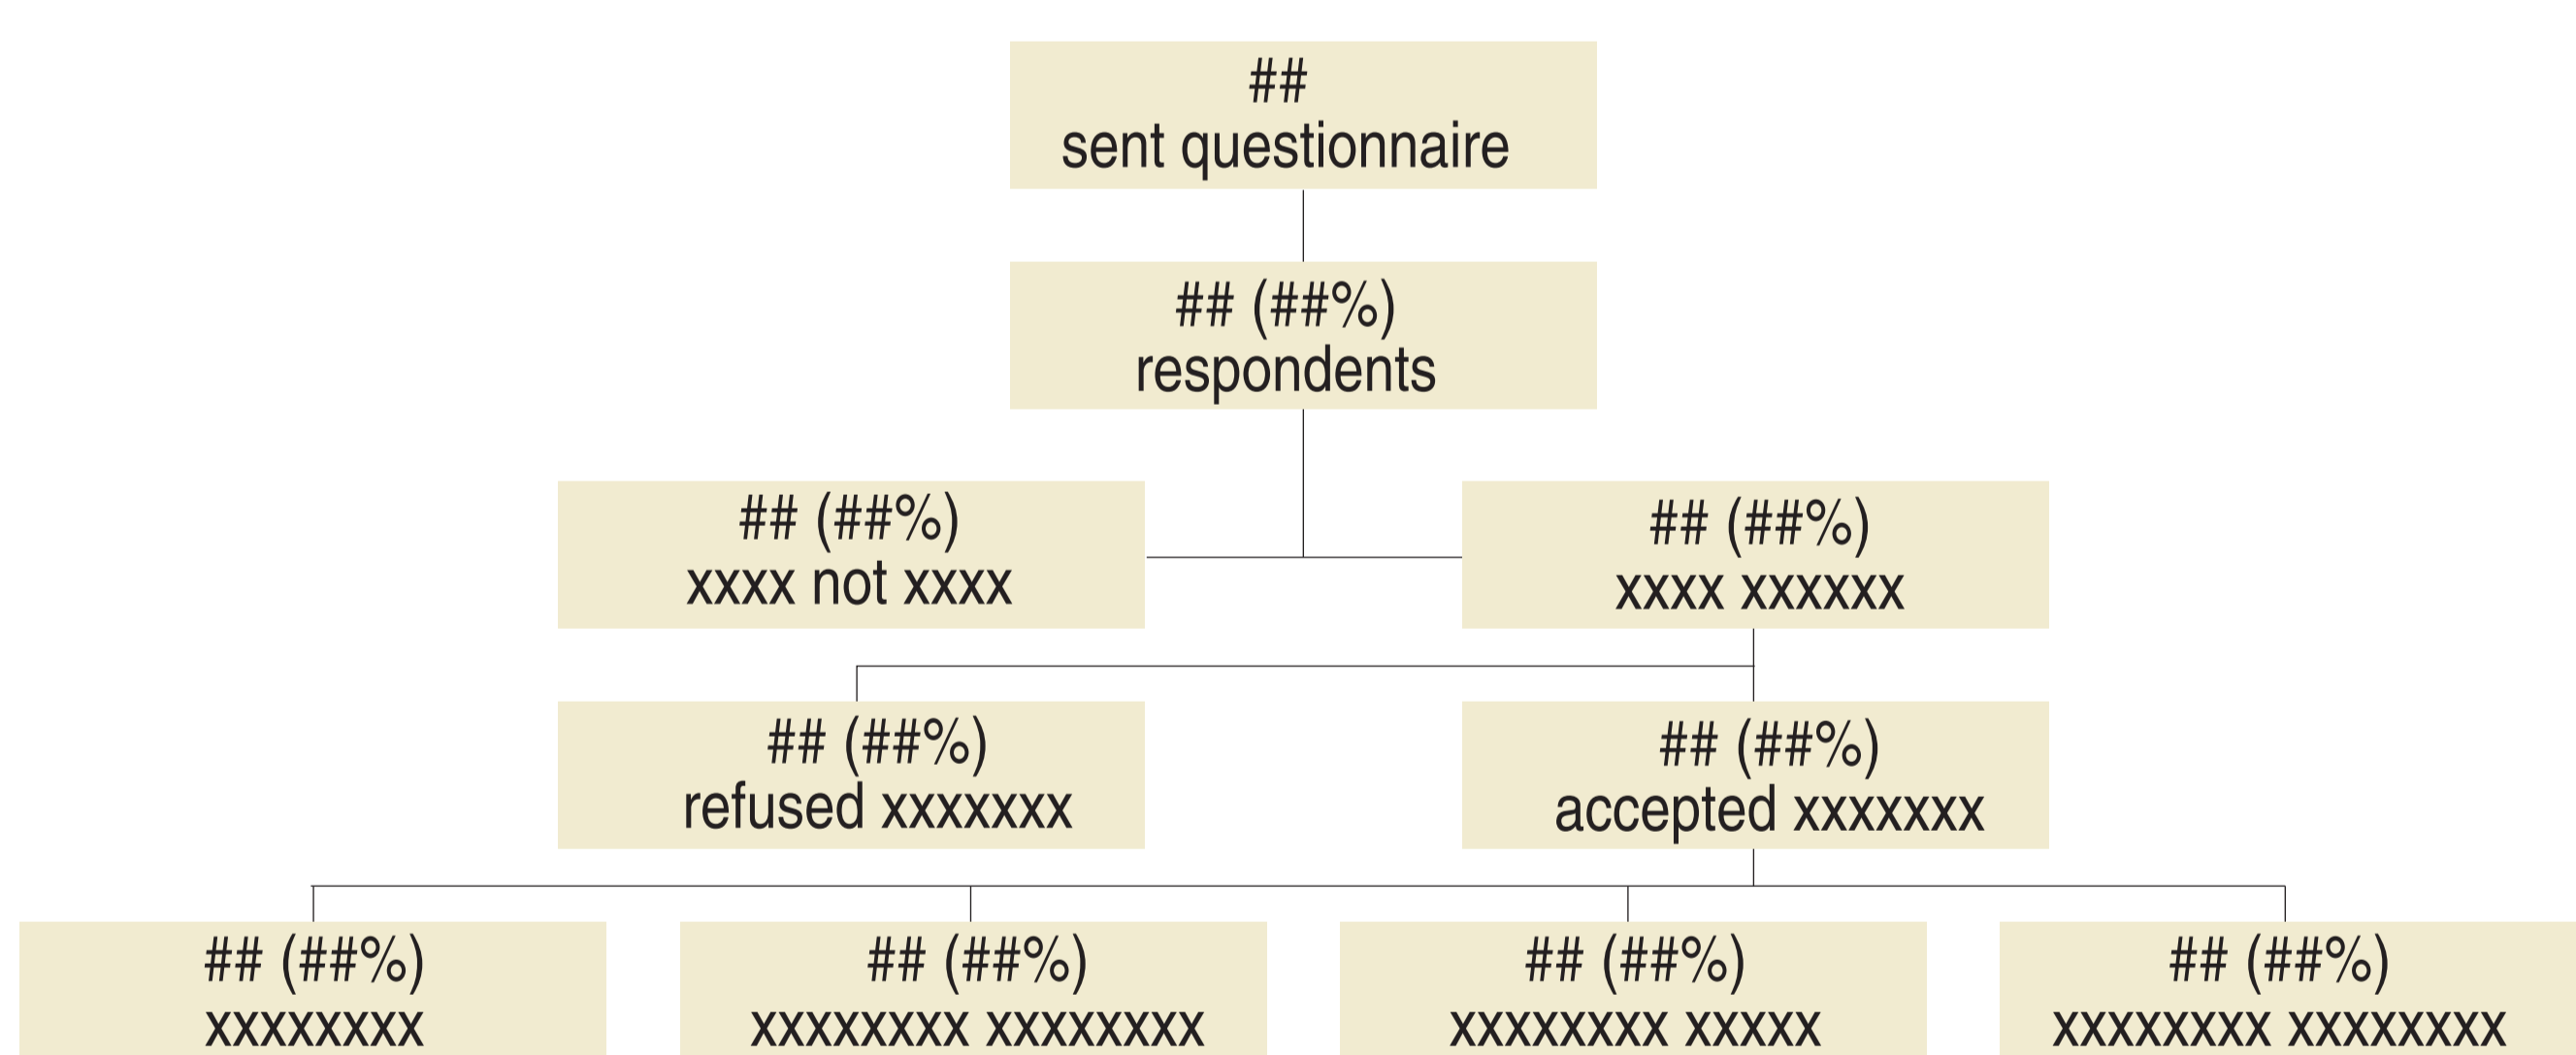 ##
sent questionnaire
## (##%)
respondents
## (##%)
xxxx not xxxx
## (##%)
xxxx xxxxxx
## (##%)
refused xxxxxxx
## (##%)
accepted xxxxxxx
## (##%)
xxxxxxxx
## (##%)
xxxxxxxx xxxxxxxx
## (##%)
xxxxxxxx xxxxx
## (##%)
xxxxxxxx xxxxxxxx